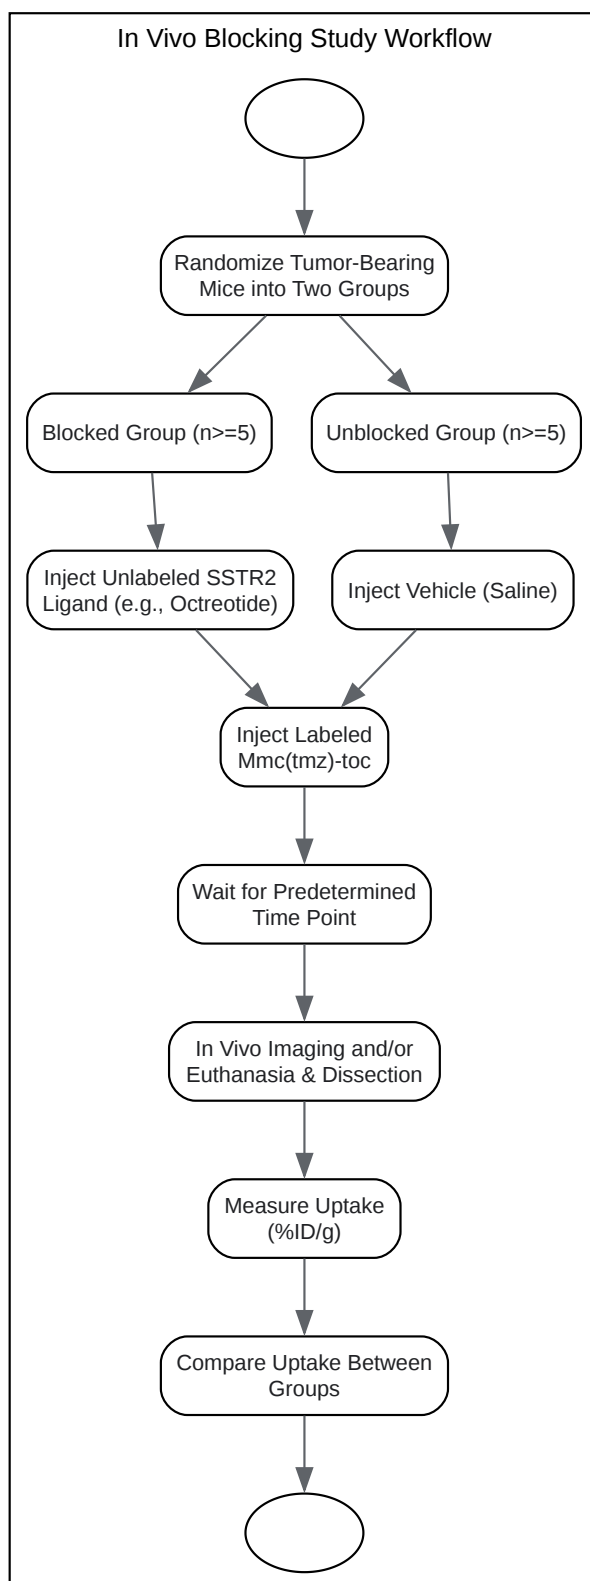 In Vivo Blocking Study Workflow
Randomize Tumor-Bearing
Mice into Two Groups
Blocked Group (n>=5)
Unblocked Group (n>=5)
Inject Unlabeled SSTR2
Ligand (e.g., Octreotide)
Inject Vehicle (Saline)
Inject Labeled
Mmc(tmz)-toc
Wait for Predetermined
Time Point
In Vivo Imaging and/or
Euthanasia & Dissection
Measure Uptake
(%ID/g)
Compare Uptake Between
Groups